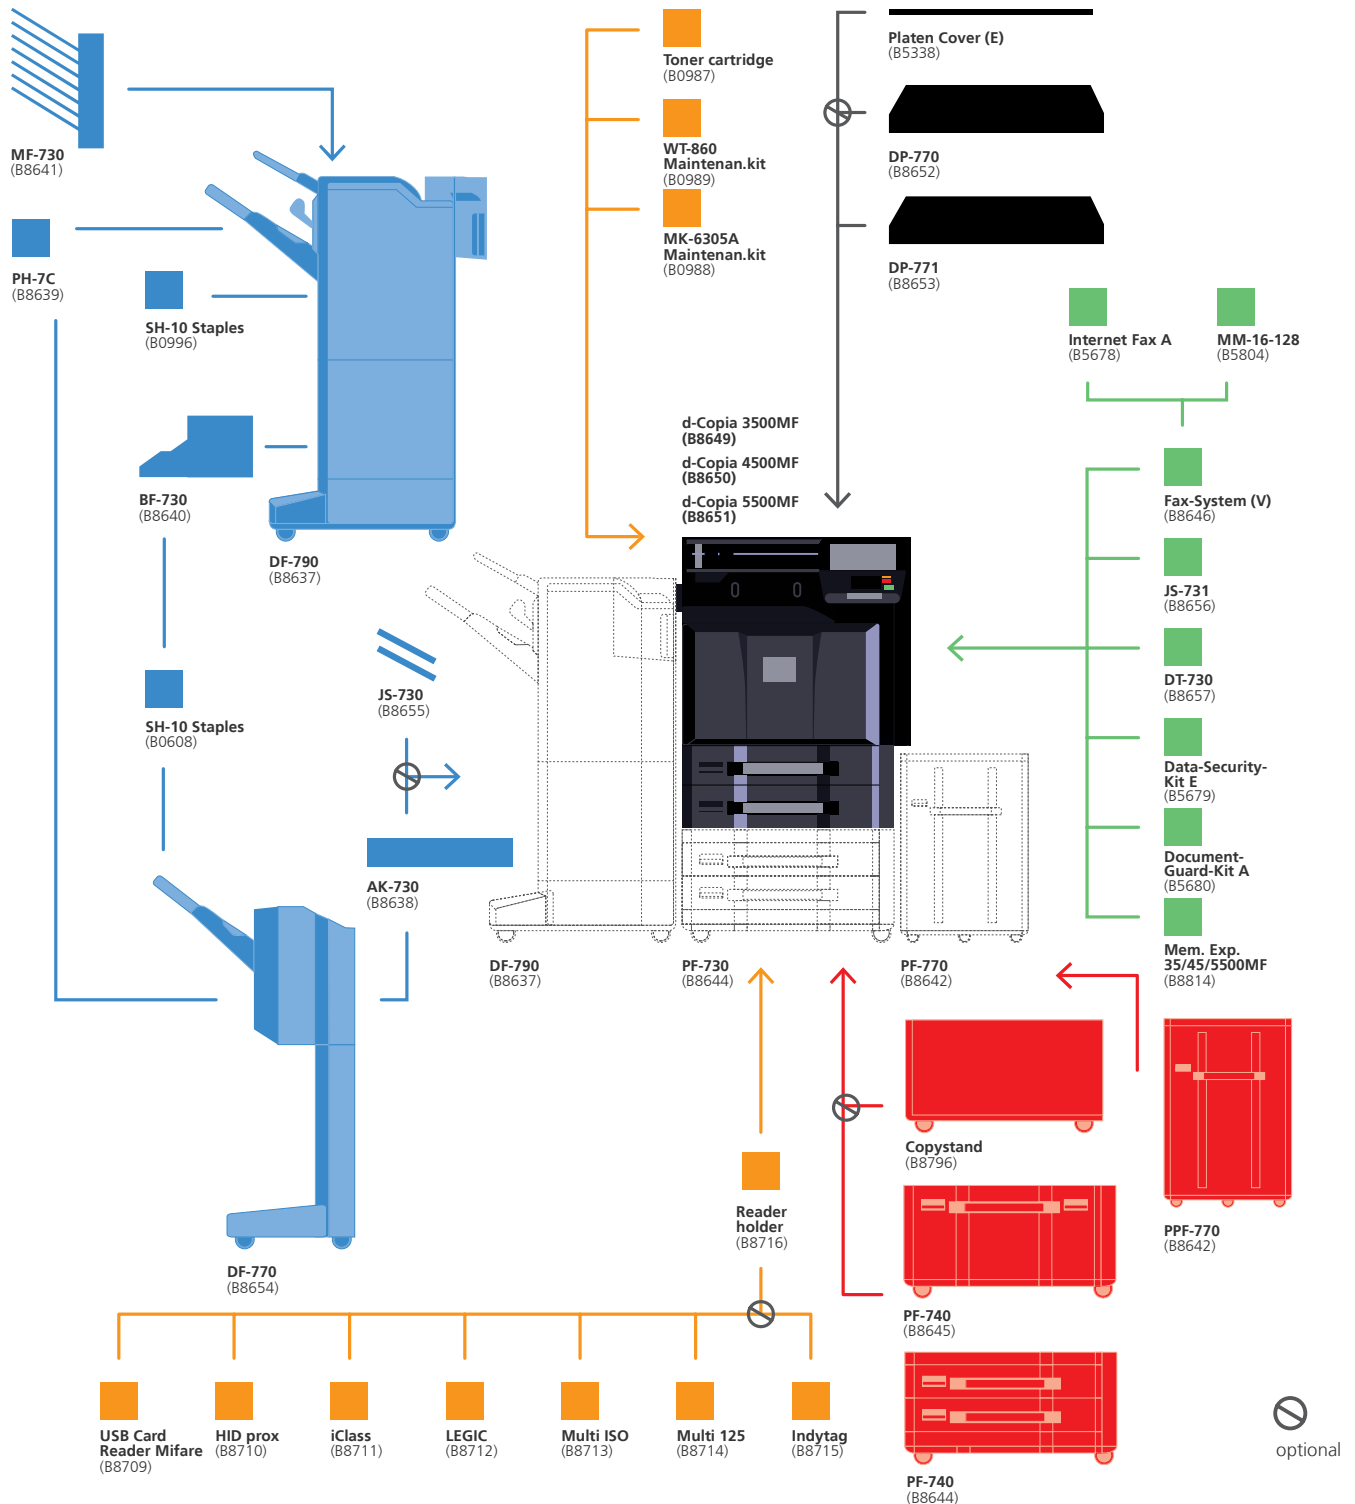 MF-730
(B8641)
PH-7C
(B8639)
SH-10 Staples
(B0996)
BF-730
(B8640)
DF-790
(B8637)
SH-10 Staples
(B0608)
JS-730
(B8655)
AK-730
(B8638)
DF-770
(B8654)
Toner cartridge
(B0987)
WT-860
Maintenan.kit
(B0989)
MK-6305A
Maintenan.kit
(B0988)
Platen Cover (E)
(B5338)
DP-770
(B8652)
DP-771
(B8653)
d-Copia 3500MF
(B8649)
d-Copia 4500MF
(B8650)
d-Copia 5500MF
(B8651)
Internet Fax A
(B5678)
MM-16-128
(B5804)
Fax-System (V)
(B8646)
JS-731
(B8656)
DT-730
(B8657)
Data-Security-
Kit E
(B5679)
Document-
Guard-Kit A
(B5680)
Mem. Exp.
35/45/5500MF
(B8814)
DF-790
(B8637)
PF-730
(B8644)
PF-770
(B8642)
Copystand
(B8796)
PPF-770
(B8642)
PF-740
(B8645)
PF-740
(B8644)
Reader
holder
(B8716)
USB Card
Reader Mifare
(B8709)
HID prox
(B8710)
iClass
(B8711)
LEGIC
(B8712)
Multi ISO
(B8713)
Multi 125
(B8714)
Indytag
(B8715)
optional